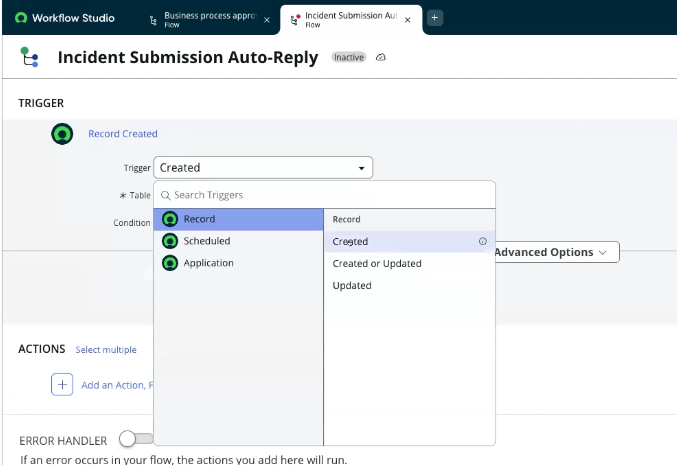 Workflow Studio
Business process appro
Flow
Incident Submission Aut
Flow
Incident Submission Auto-Reply
Inactive
TRIGGER
Record Created
Trigger
Created
* Table
Search Triggers
Condition
Record
Scheduled
Application
Record
Created
Created or Updated
Updated
Advanced Options
ACTIONS
Select multiple
Add an Action, F
ERROR HANDLER
If an error occurs in your flow, the actions you add here will run.